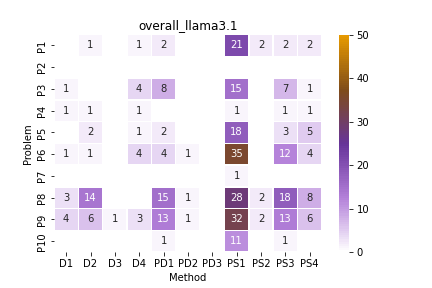 overall_llama3.1
P1 1 1 2 21 2 2 2 50
P2
P3 1 4 8 15 7 1 40
P4 1 1 1 1 1 1
P5 2 1 2 18 3 5 30
P6 1 1 4 4 1 35 12 4
P7 1 20
P8 3 14 15 1 28 2 18 8 10
P9 4 6 1 3 13 1 32 2 13 6
P10 1 11 1 0
D1 D2 D3 D4 PD1 PD2 PD3 PS1 PS2 PS3 PS4
Method
Problem